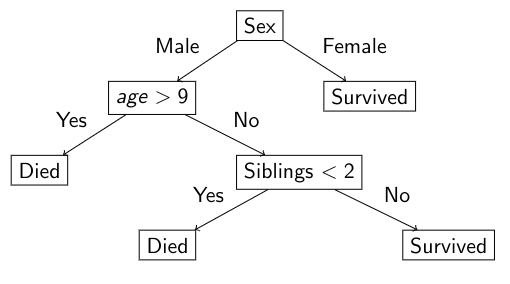 Sex
Male
Female
age > 9
Survived
Yes
No
Died
Siblings < 2
Yes
No
Died
Survived